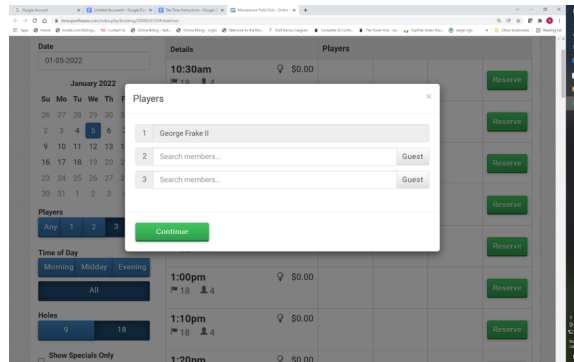 Date
01-05-2022
January 2022
Su Mo Tu We Th F
26 27 28 29 30
2 3 4 5 6
9 10 11 12 13 1
16 17 18 19 20 2
23 24 25 26 27 2
30 31 1 2 3
Players
Any 1 2 3
Time of Day
Morning Midday Evening
All
Holes
9 18
Show Specials Only
Details Players
10:30am $0.00
18 4
Reserve
Reserve
Reserve
Reserve
Reserve
1:00pm $0.00
18 4
Reserve
1:10pm $0.00
18 4
Reserve
1:20pm $0.00
Players ×
1 George Frake II
2 Search members... Guest
3 Search members... Guest
Continue